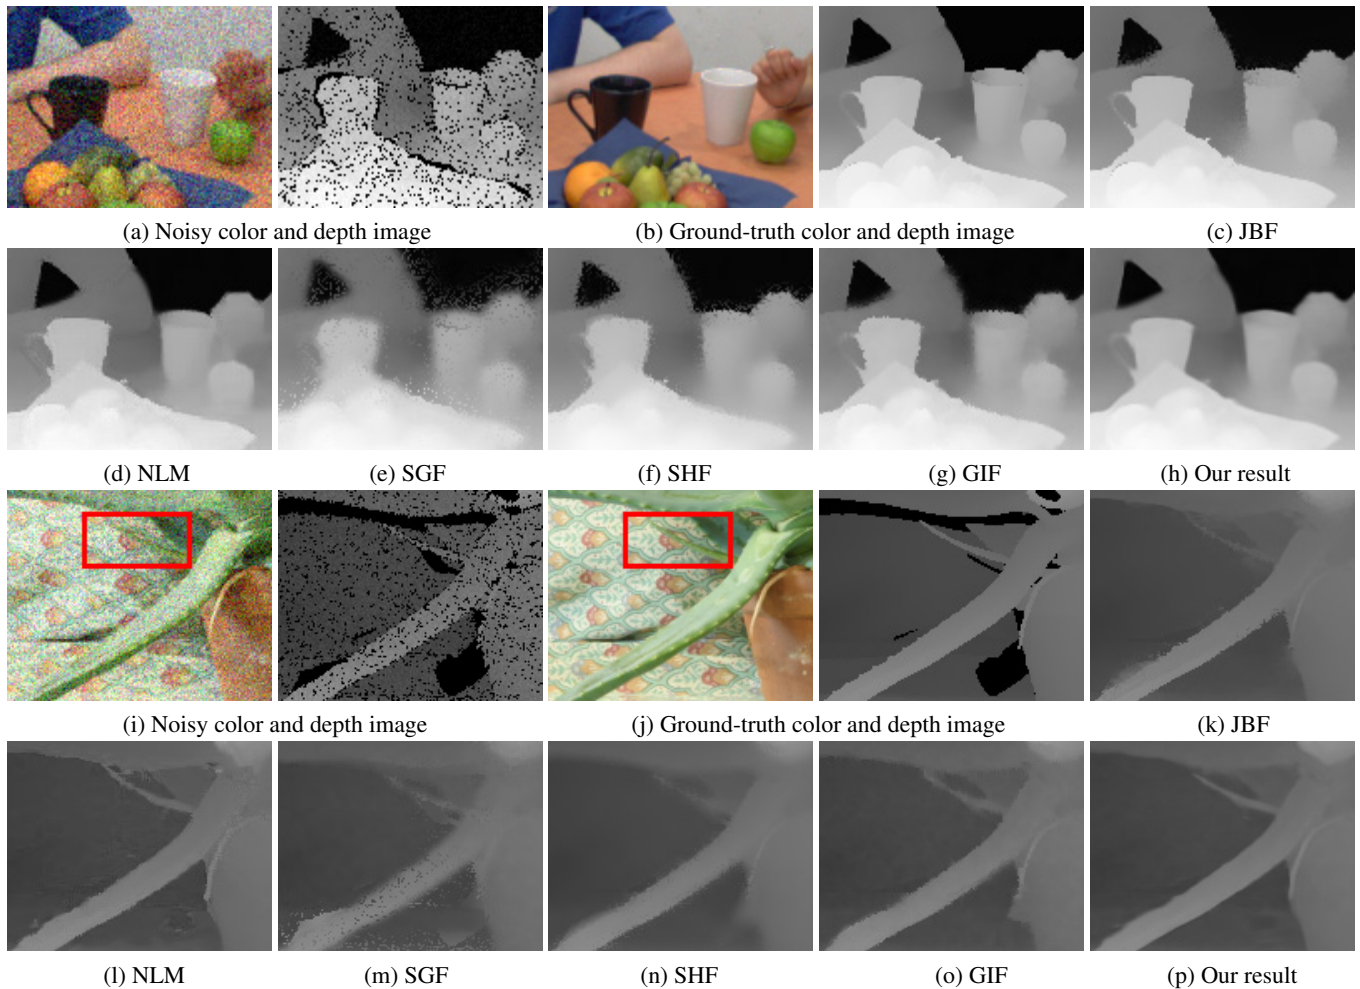 (a) Noisy color and depth image
(b) Ground-truth color and depth image
(c) JBF
(d) NLM
(e) SGF
(f) SHF
(g) GIF
(h) Our result
(i) Noisy color and depth image
(j) Ground-truth color and depth image
(k) JBF
(l) NLM
(m) SGF
(n) SHF
(o) GIF
(p) Our result